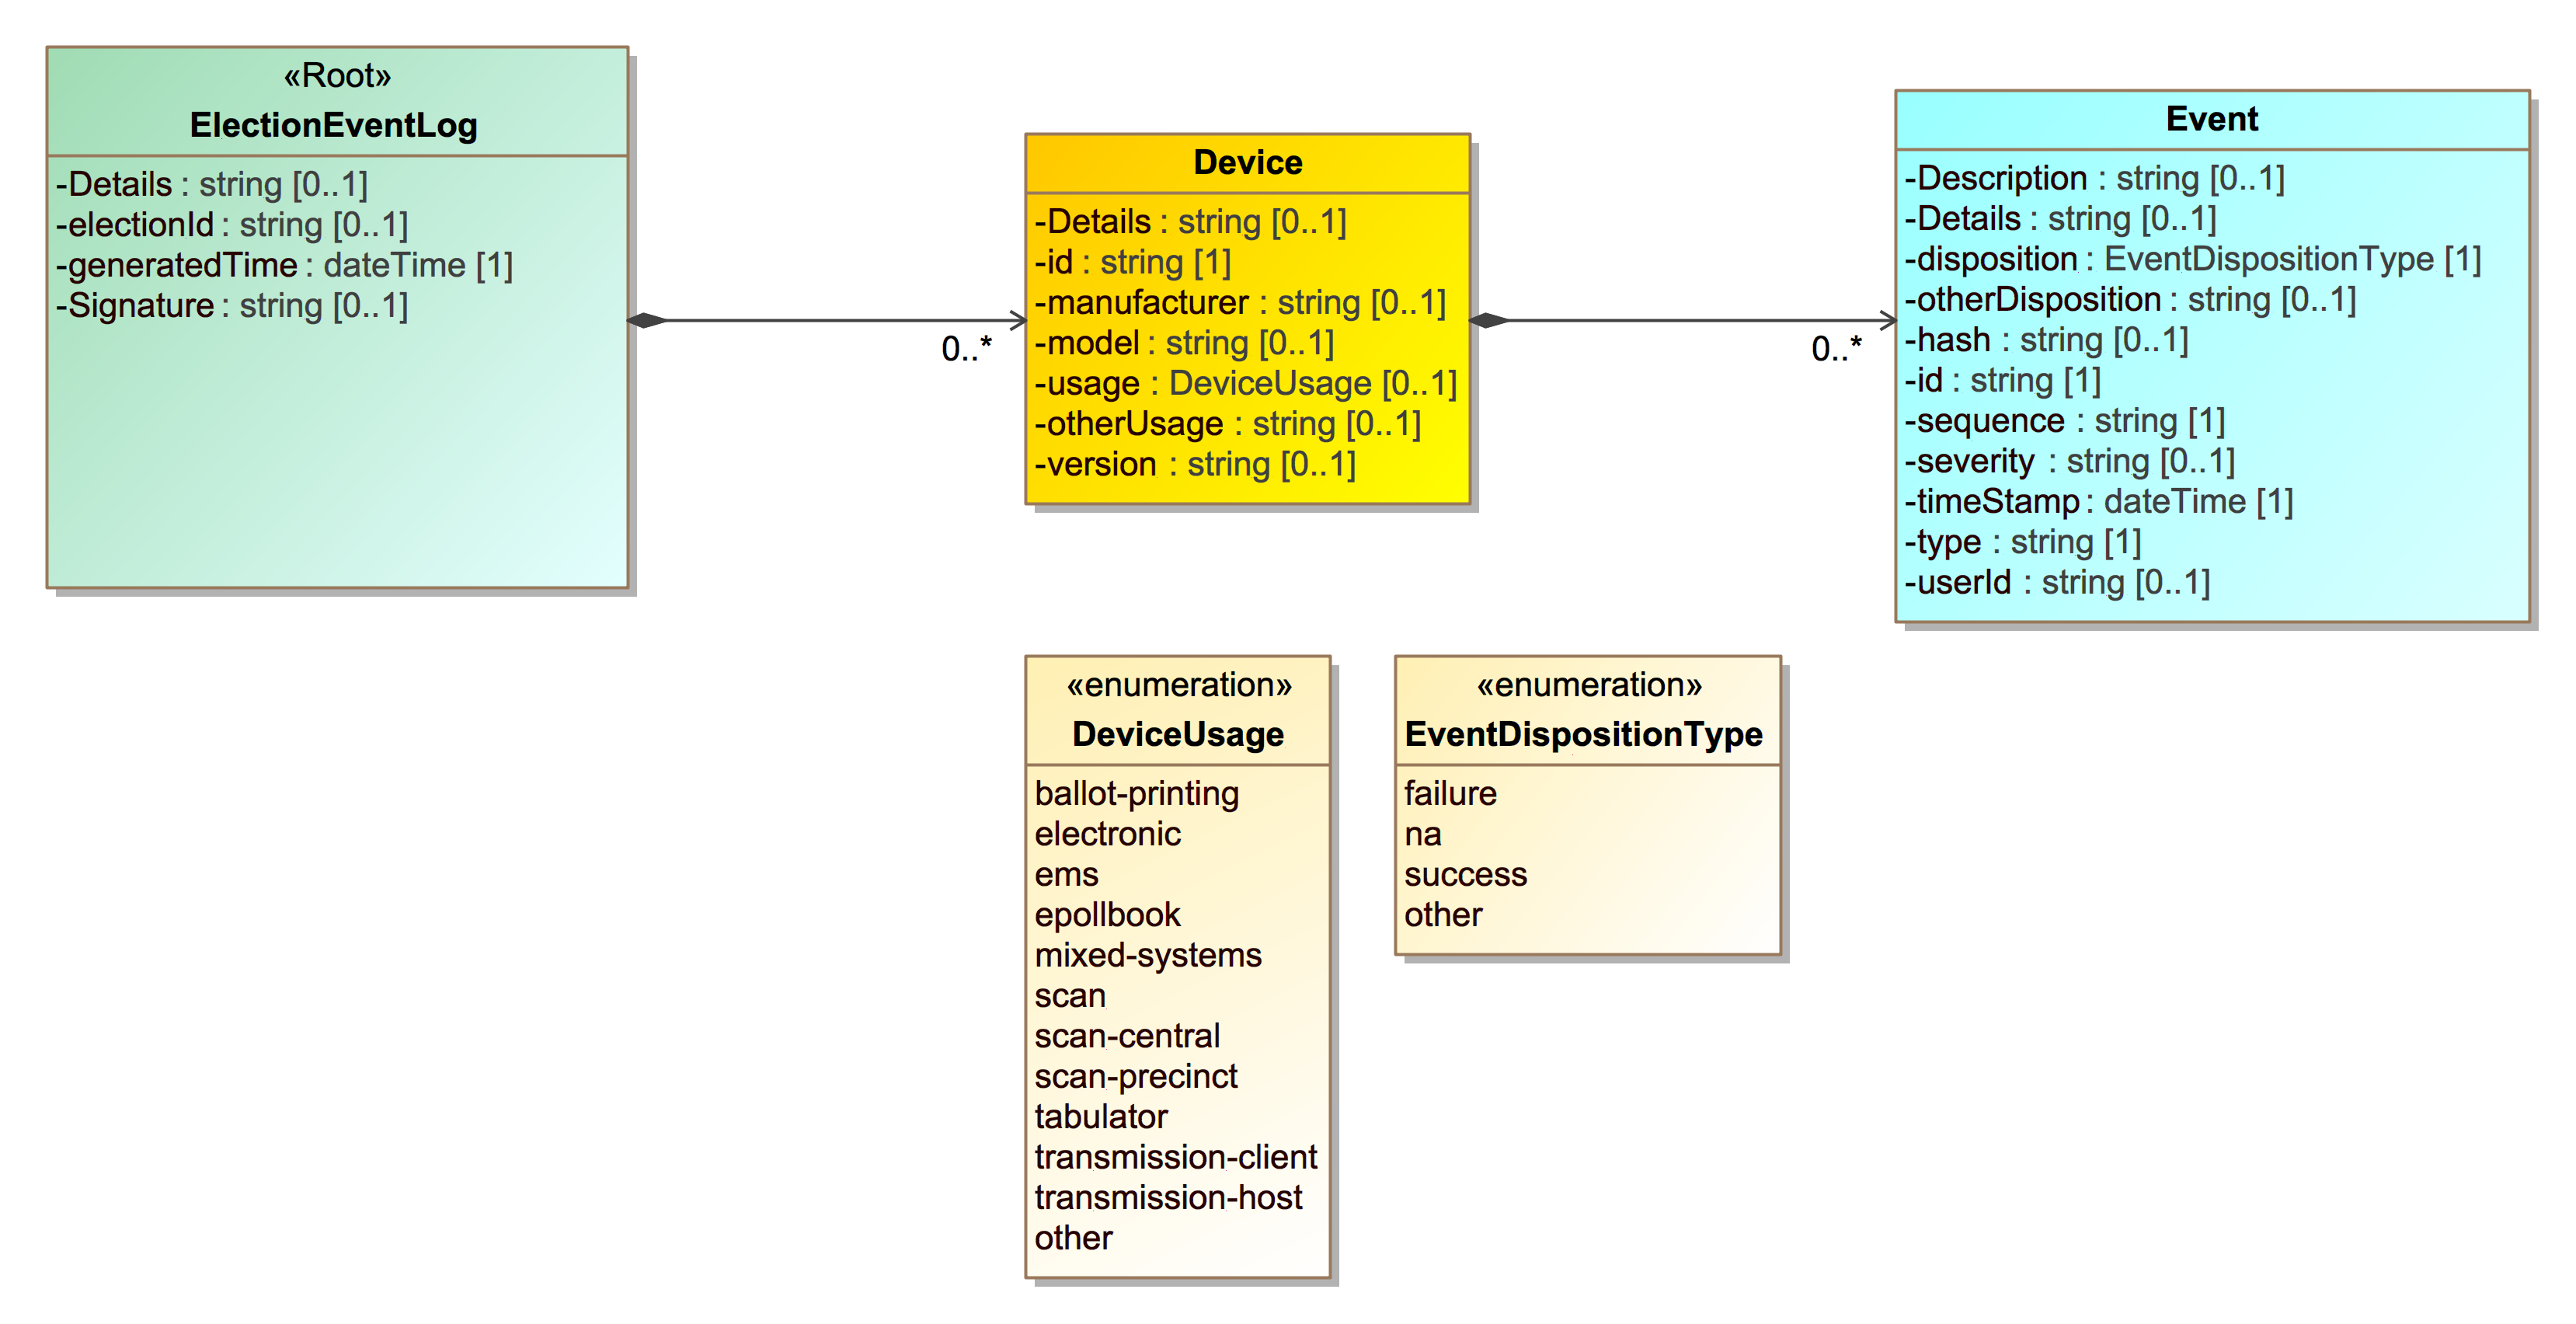 «Root»
ElectionEventLog
-Details : string [0..1]
-electionId : string [0..1]
-generatedTime : dateTime [1]
-Signature : string [0..1]
0..*
Device
-Details : string [0..1]
-id : string [1]
-manufacturer : string [0..1]
-model : string [0..1]
-usage : DeviceUsage [0..1]
-otherUsage : string [0..1]
-version : string [0..1]
0..*
Event
-Description : string [0..1]
-Details : string [0..1]
-disposition : EventDispositionType [1]
-otherDisposition : string [0..1]
-hash : string [0..1]
-id : string [1]
-sequence : string [1]
-severity : string [0..1]
-timeStamp : dateTime [1]
-type : string [1]
-userId : string [0..1]
«enumeration»
DeviceUsage
ballot-printing
electronic
ems
epollbook
mixed-systems
scan
scan-central
scan-precinct
tabulator
transmission-client
transmission-host
other
«enumeration»
EventDispositionType
failure
na
success
other